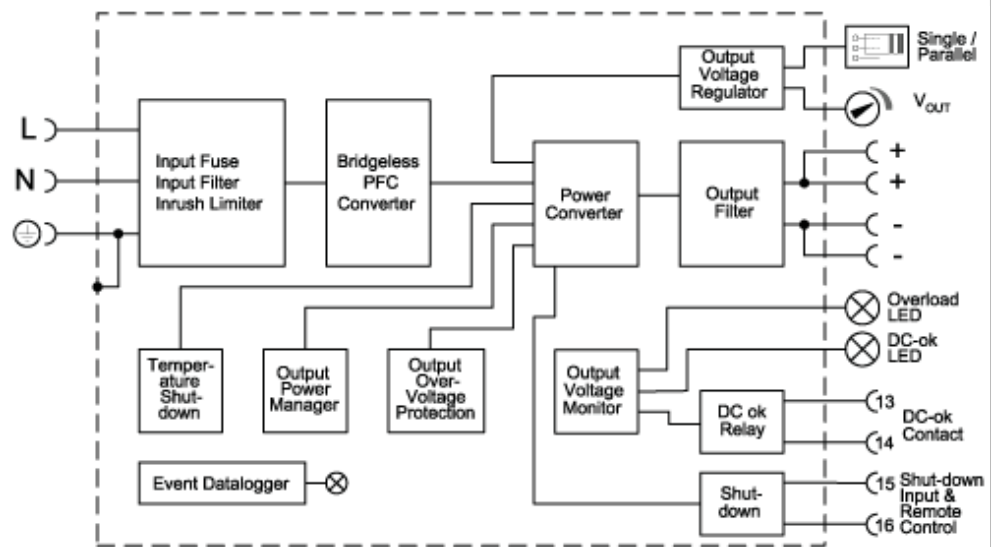 Output
Voltage
Regulator
Single /
Parallel
VOUT
L
N
Input Fuse
Input Filter
Inrush Limiter
Bridgeless
PFC
Converter
Power
Converter
Output
Filter
+
+
-
-
Temper-
ature
Shut-
down
Output
Power
Manager
Output
Over-
Voltage
Protection
Output
Voltage
Monitor
Overload
LED
DC-ok
LED
DC ok
Relay
13
14
DC-ok
Contact
Event Datalogger
Shut-
down
15
16
Shut-down
Input &
Remote
Control